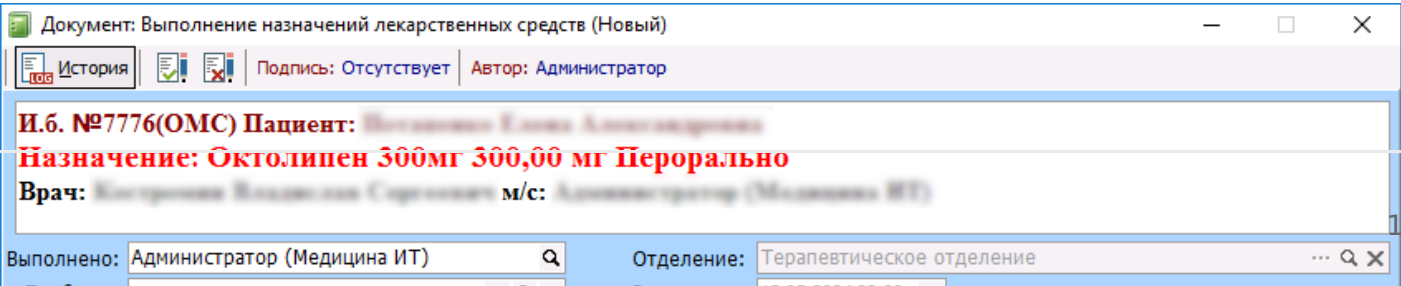 Документ: Выполнение назначений лекарственных средств (Новый)
LOG История Подпись: Отсутствует Автор: Администратор
И.б. №7776(ОМС) Пациент:
Назначение: Октолипен 300мг 300,00 мг Перорально
Врач: м/с:
1
Выполнено: Администратор (Медицина ИТ) Отделение: Терапевтическое отделение